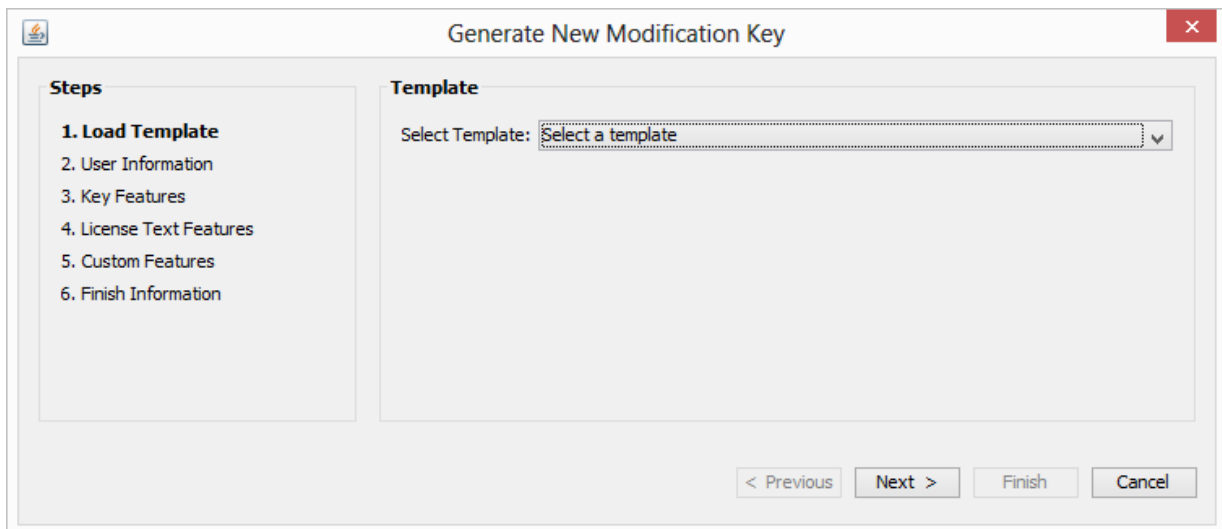 Generate New Modification Key
Steps
1. Load Template
2. User Information
3. Key Features
4. License Text Features
5. Custom Features
6. Finish Information
Template
Select Template: Select a template
< Previous Next > Finish Cancel